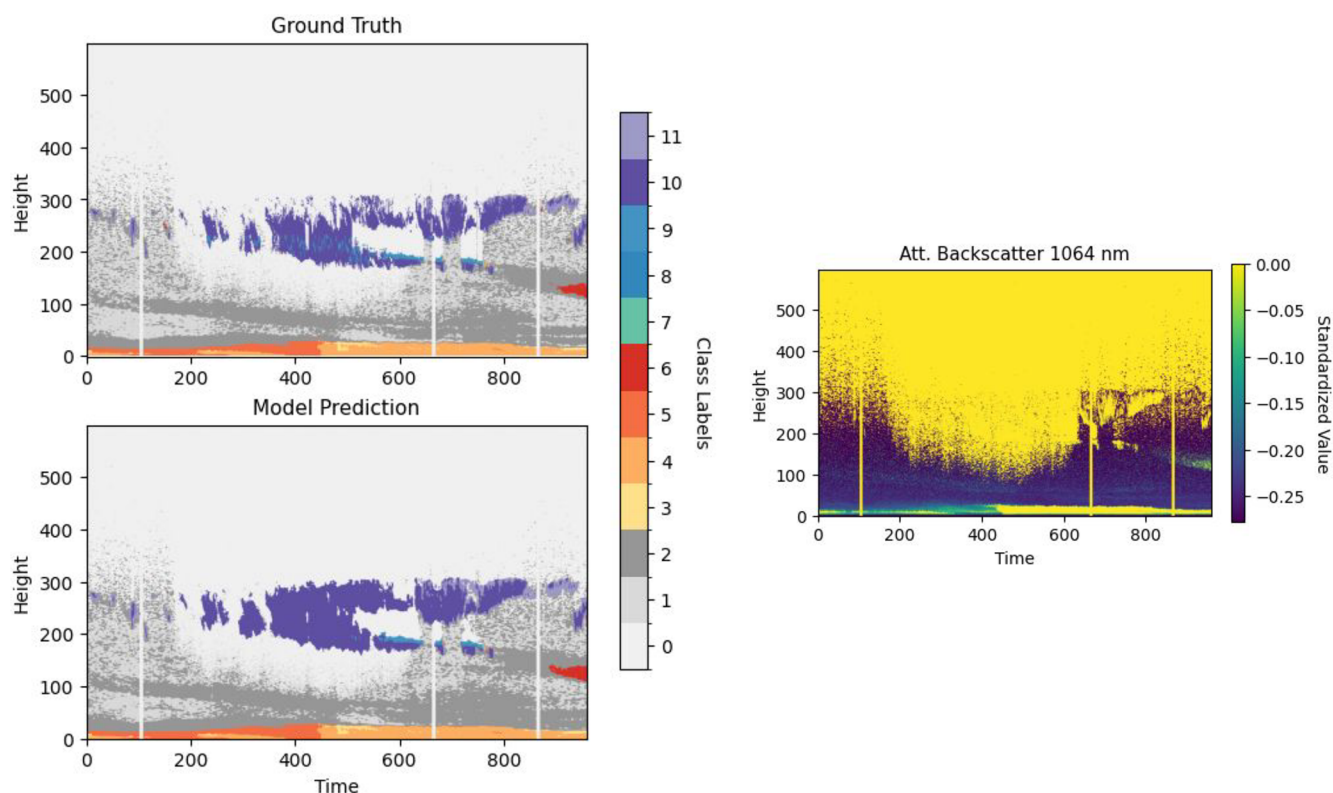 Ground Truth
Height
500
400
300
200
100
0
0 200 400 600 800
Model Prediction
Height
500
400
300
200
100
0
0 200 400 600 800
Time
11
10
9
8
7
6
5
4
3
2
1
0
Class Labels
Att. Backscatter 1064 nm
Height
500
400
300
200
100
0
0 200 400 600 800
Time
0.00
−0.05
−0.10
−0.15
−0.20
−0.25
Standardized Value